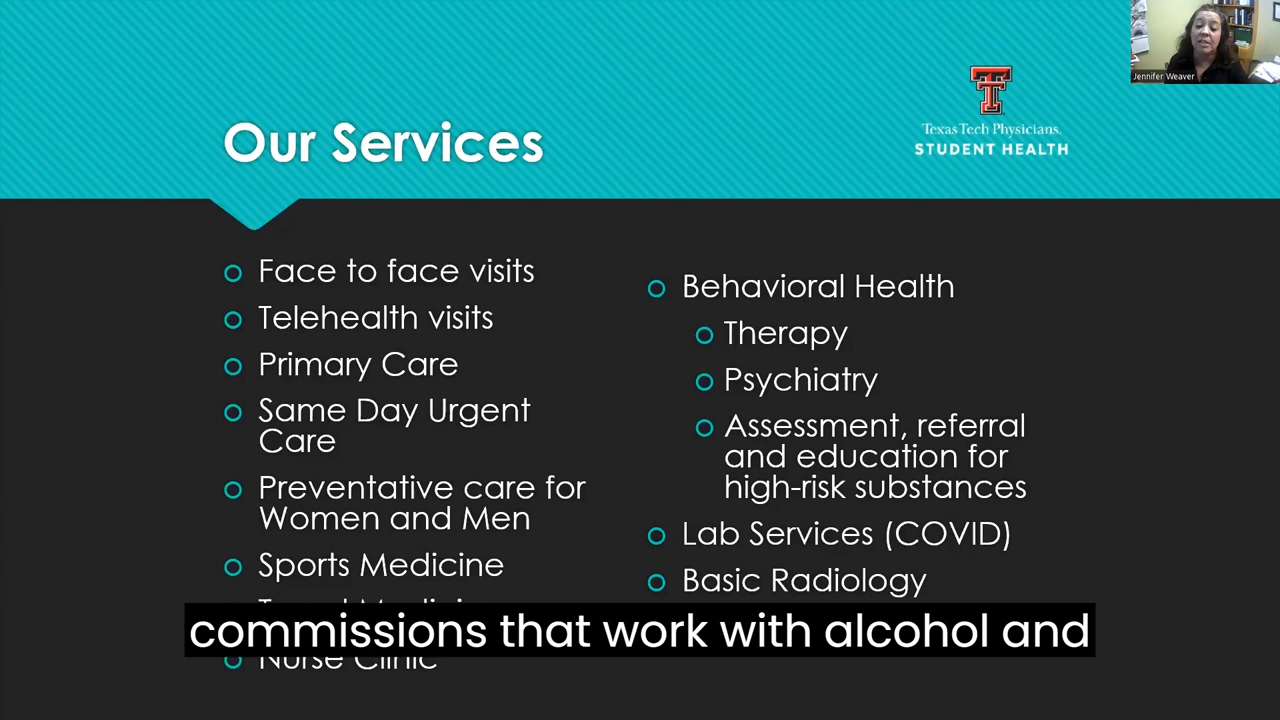 Jennifer Weaver
Texas Tech Physicians.
STUDENT HEALTH
Our Services
Face to face visits
Telehealth visits
Primary Care
Same Day Urgent
Care
Preventative care for
Women and Men
Sports Medicine
Nurse Clinic
Behavioral Health
Therapy
Psychiatry
Assessment, referral
and education for
high-risk substances
Lab Services (COVID)
Basic Radiology
commissions that work with alcohol and